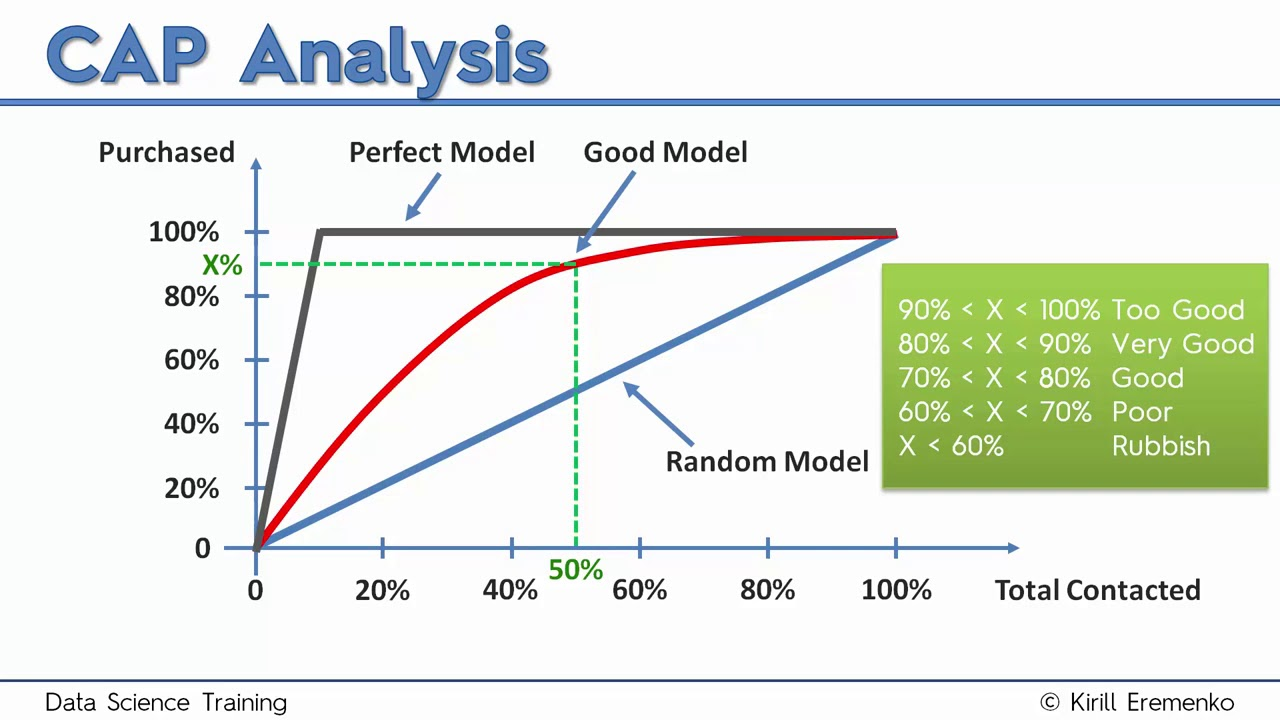 CAP Analysis
Purchased
Perfect Model
Good Model
100%
X%
80%
60%
40%
20%
0
90% < X < 100% Too Good
80% < X < 90% Very Good
70% < X < 80% Good
60% < X < 70% Poor
X < 60% Rubbish
Random Model
50%
0 20% 40% 60% 80% 100% Total Contacted
Data Science Training
© Kirill Eremenko